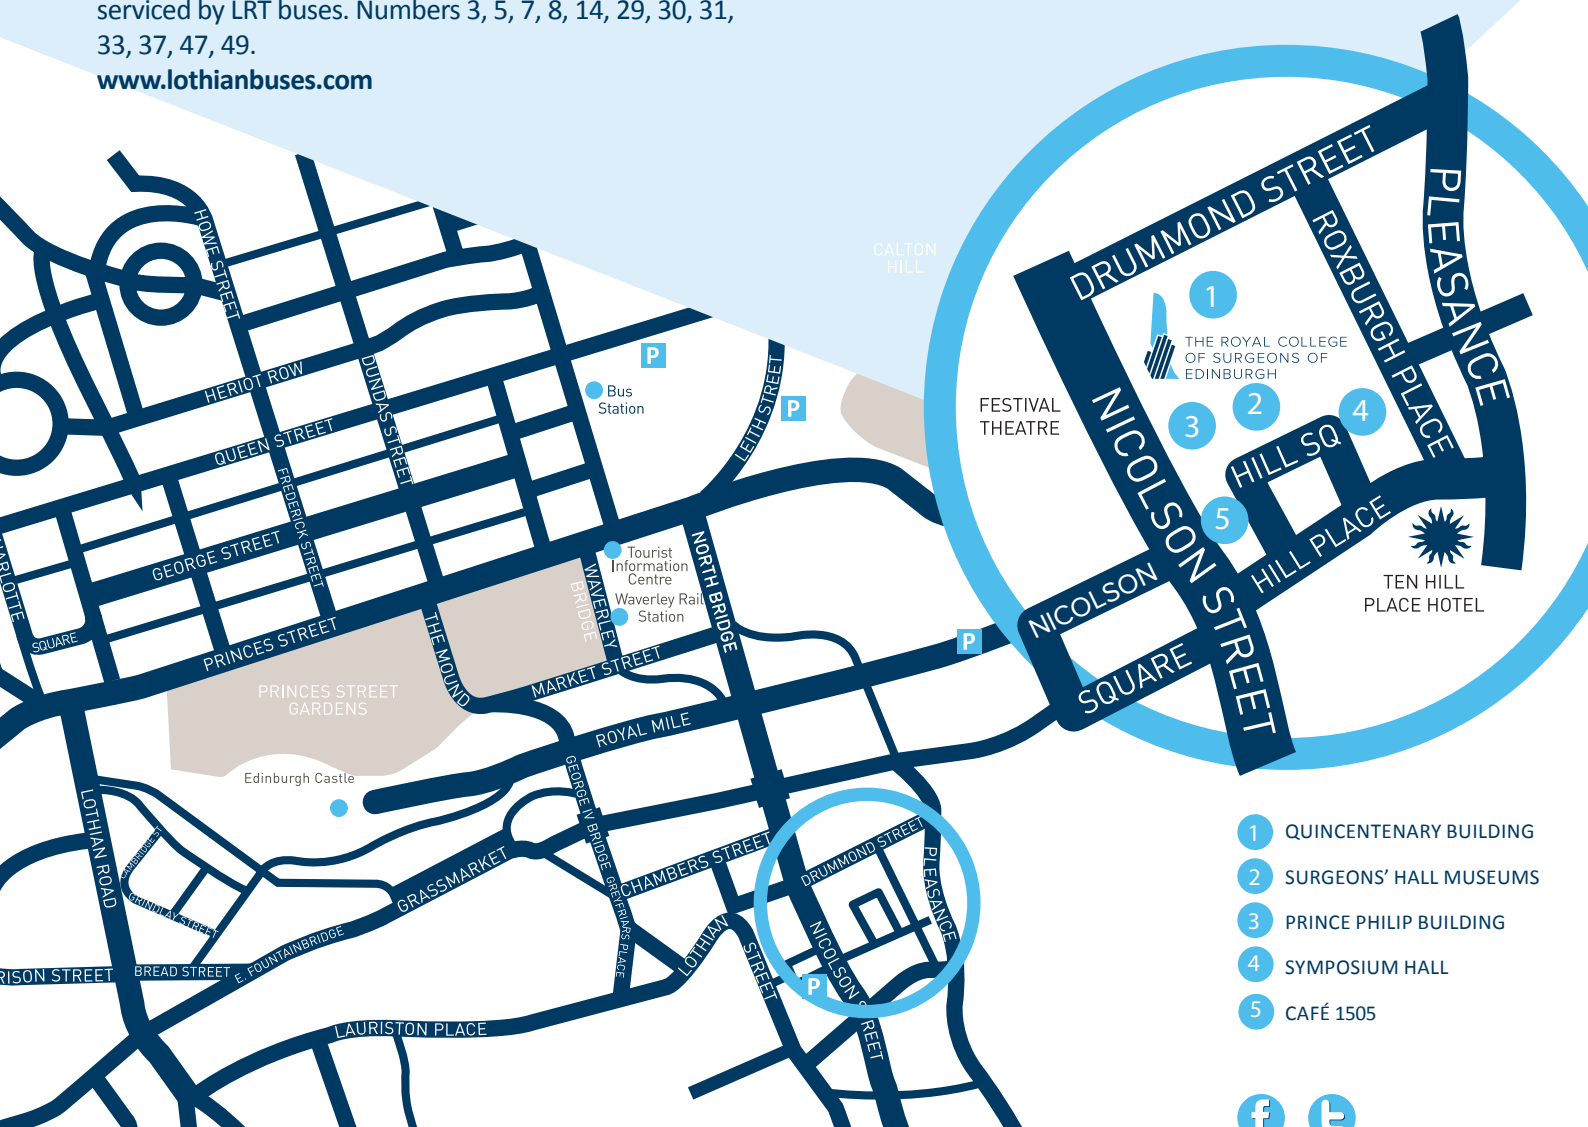 serviced by LRT buses. Numbers 3, 5, 7, 8, 14, 29, 30, 31,
33, 37, 47, 49.
www.lothianbuses.com
HOWE STREET
HERIOT ROW
DUNDAS STREET
QUEEN STREET
FREDERICK STREET
GEORGE STREET
SQUARE
PRINCES STREET
THE MOUND
PRINCES STREET
GARDENS
Edinburgh Castle
P
Bus
Station
LEITH STREET
P
CALTON
HILL
Tourist
Information
Centre
Waverley Rail
Station
WAVERLEY
BRIDGE
NORTH BRIDGE
MARKET STREET
ROYAL MILE
P
GEORGE IV BRIDGE
LOTHIAN ROAD
CAMBRIDGE ST
GRINDLAY STREET
GRASSMARKET
CHAMBERS STREET
GREYFRIARS PLACE
RISON STREET
BREAD STREET
E. FOUNTAINBRIDGE
LAURISTON PLACE
LOTHIAN
STREET
DRUMMOND STREET
PLEASANCE
NICOLSON STREET
P
DRUMMOND STREET
PLEASANCE
ROXBURGH PLACE
1
THE ROYAL COLLEGE
OF SURGEONS OF
EDINBURGH
FESTIVAL
THEATRE
NICOLSON STREET
2
3
4
HILL SQ
5
HILL PLACE
NICOLSON
SQUARE
TEN HILL
PLACE HOTEL
1 QUINCENTENARY BUILDING
2 SURGEONS’ HALL MUSEUMS
3 PRINCE PHILIP BUILDING
4 SYMPOSIUM HALL
5 CAFÉ 1505